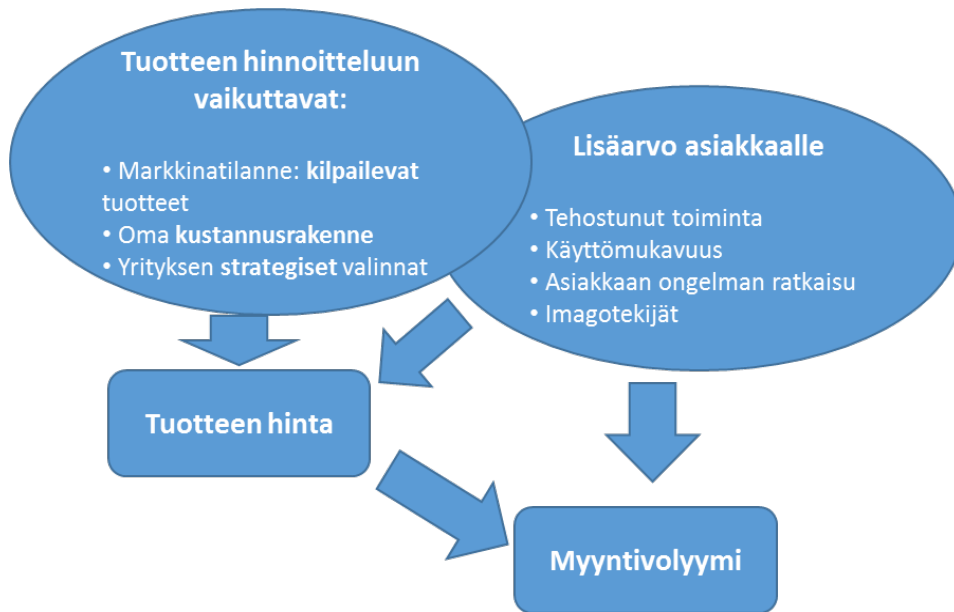 Tuotteen hinnoitteluun
vaikuttavat:
• Markkinatilanne: kilpailevat
tuotteet
• Oma kustannusrakenne
• Yrityksen strategiset valinnat
Lisäarvo asiakkaalle
• Tehostunut toiminta
• Käyttömukavuus
• Asiakkaan ongelman ratkaisu
• Imagotekijät
Tuotteen hinta
Myyntivolyymi